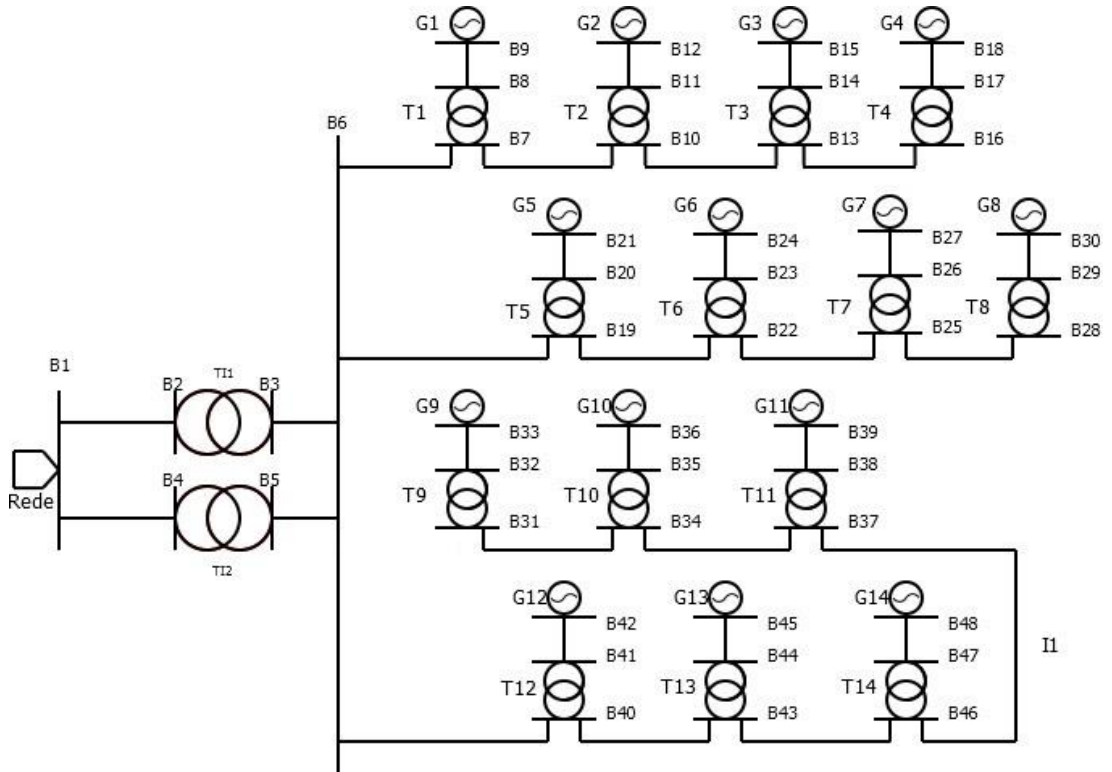 G1 G2 G3 G4
B9 B12 B15 B18
B8 B11 B14 B17
T1 T2 T3 T4
B6
B7 B10 B13 B16
G5 G6 G7 G8
B21 B24 B27 B30
B20 B23 B26 B29
T5 T6 T7 T8
B19 B22 B25 B28
B1
B2 TI1 B3
G9 G10 G11
B33 B36 B39
B32 B35 B38
Rede
B4 B5
T9 T10 T11
B31 B34 B37
TI2
G12 G13 G14
B42 B45 B48
I1
B41 B44 B47
T12 T13 T14
B40 B43 B46